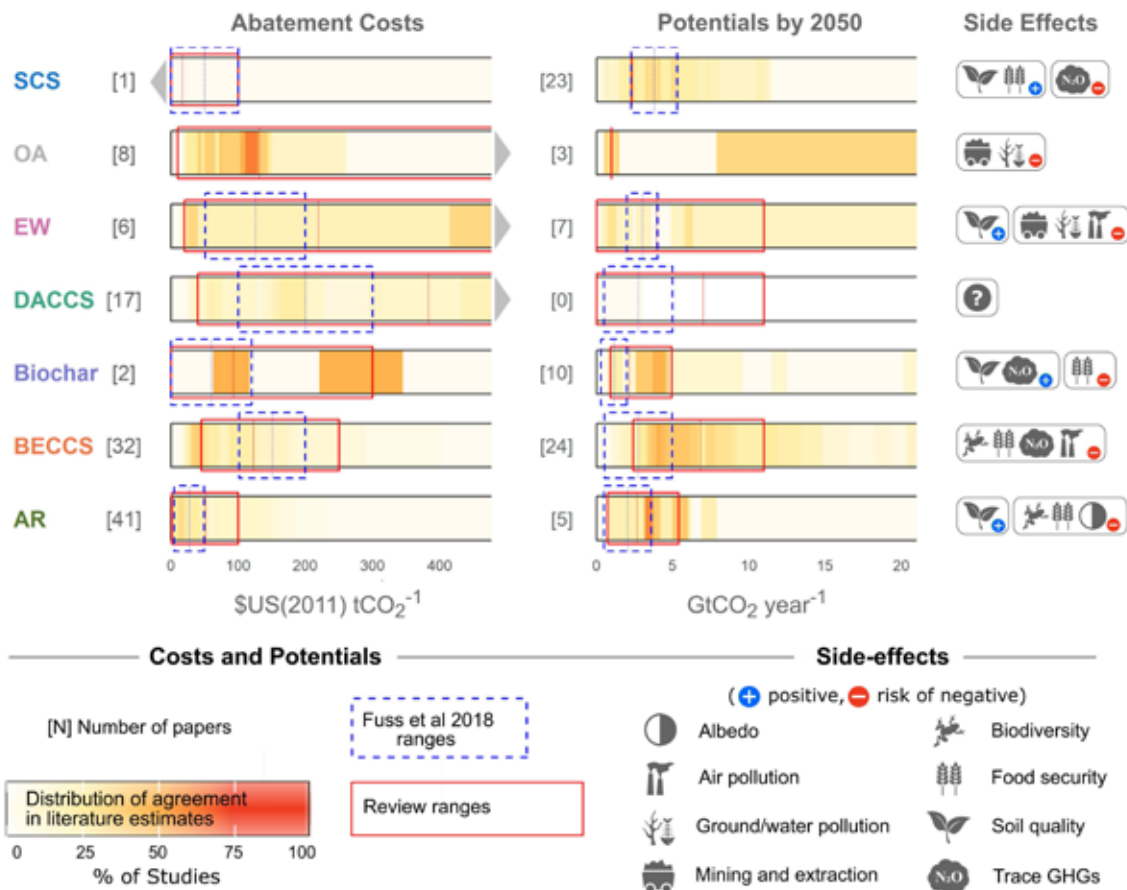 Abatement Costs Potentials by 2050 Side Effects
SCS [1] [23]
N₂O
OA [8] [3]
EW [6] [7]
DACCS [17] [0] ?
Biochar [2] [10]
N₂O
BECCS [32] [24]
N₂O
AR [41] [5]
0 100 200 300 400 0 5 10 15 20
$US(2011) tCO₂⁻¹ GtCO₂ year⁻¹
Costs and Potentials Side-effects
(+ positive, − risk of negative)
[N] Number of papers
Fuss et al 2018
ranges
Albedo Biodiversity
Air pollution Food security
Distribution of agreement
in literature estimates
Review ranges
Ground/water pollution Soil quality
0 25 50 75 100
% of Studies
Mining and extraction N₂O Trace GHGs